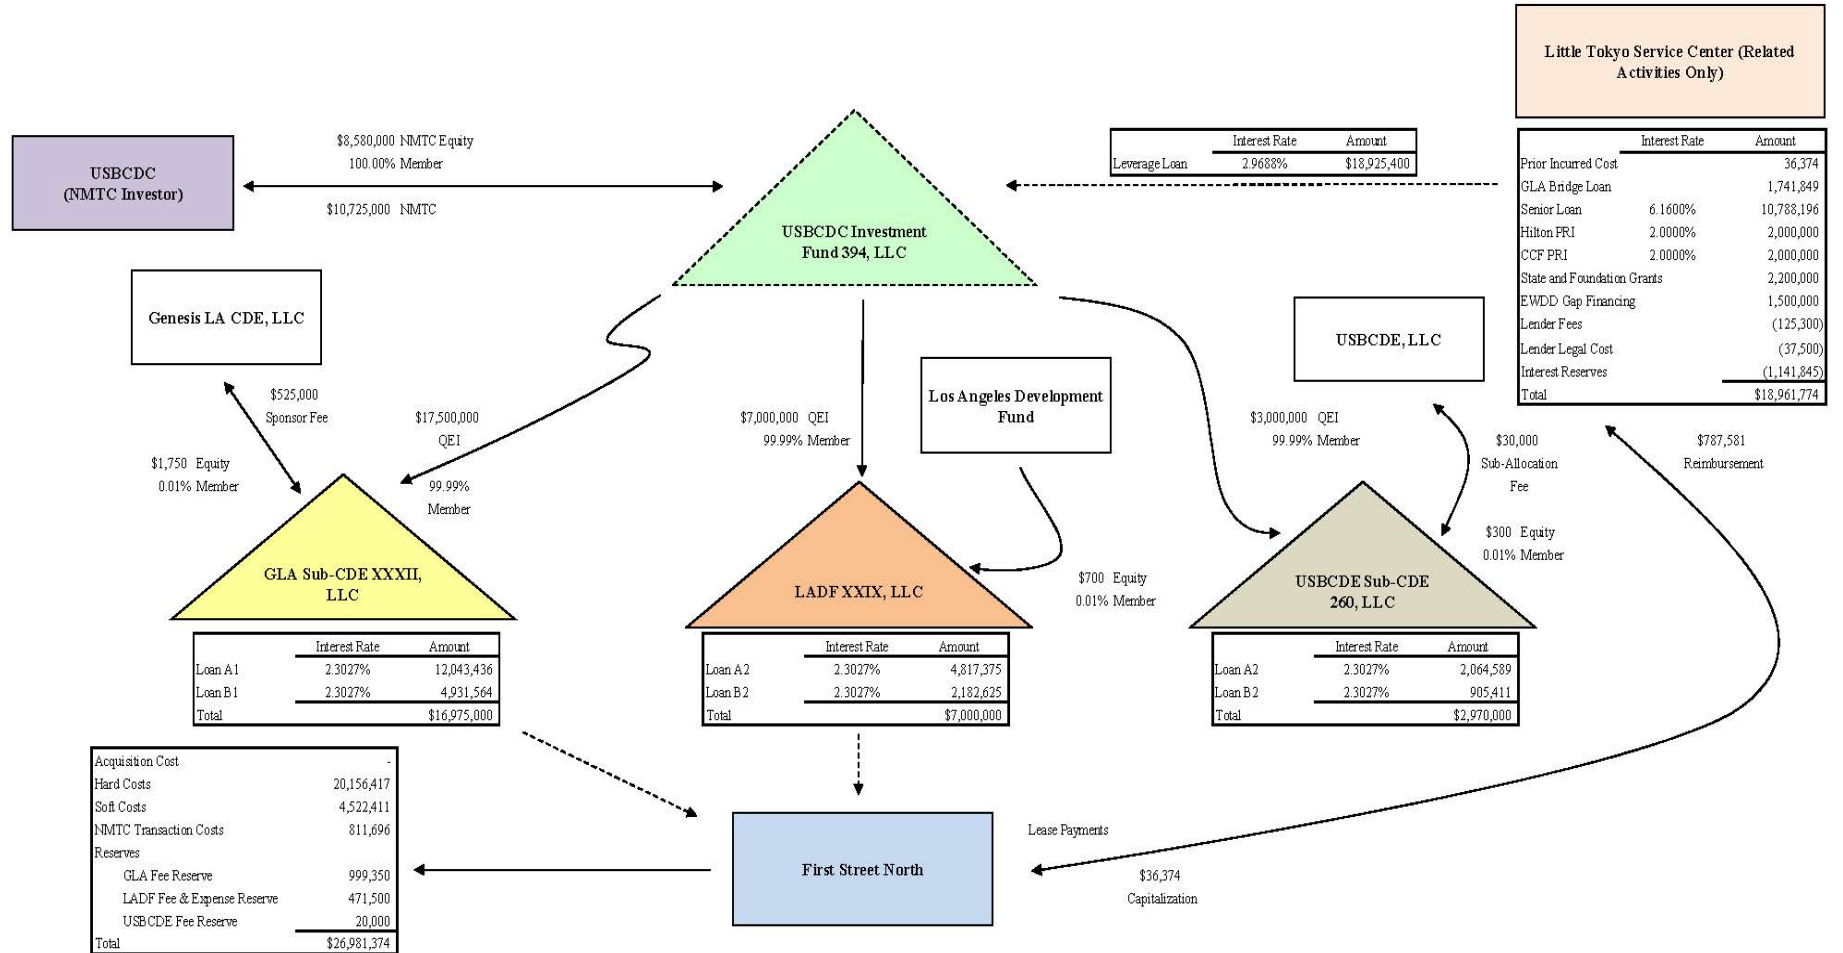 Little Tokyo Service Center (Related
Activities Only)
USBCDC
(NMTC Investor)
$8,580,000 NMTC Equity
100.00% Member
$10,725,000 NMTC
USBCDC Investment
Fund 394, LLC
Interest Rate Amount
Leverage Loan 2.9688% $18,925,400
Interest Rate Amount
Prior Incurred Cost 36,374
GLA Bridge Loan 1,741,849
Senior Loan 6.1600% 10,788,196
Hilton PRI 2.0000% 2,000,000
CCF PRI 2.0000% 2,000,000
State and Foundation Grants 2,200,000
EWDD Gap Financing 1,500,000
Lender Fees (125,300)
Lender Legal Cost (37,500)
Interest Reserves (1,141,845)
Total $18,961,774
Genesis LA CDE, LLC
USBCDE, LLC
Los Angeles Development
Fund
$525,000
Sponsor Fee
$17,500,000
QEI
$7,000,000 QEI
99.99% Member
$3,000,000 QEI
99.99% Member
$30,000
Sub-Allocation
Fee
$787,581
Reimbursement
$1,750 Equity
0.01% Member
99.99%
Member
$300 Equity
0.01% Member
$700 Equity
0.01% Member
GLA Sub-CDE XXXII,
LLC
LADF XXIX, LLC
USBCDE Sub-CDE
260, LLC
Interest Rate Amount
Loan A1 2.3027% 12,043,436
Loan B1 2.3027% 4,931,564
Total $16,975,000
Interest Rate Amount
Loan A2 2.3027% 4,817,375
Loan B2 2.3027% 2,182,625
Total $7,000,000
Interest Rate Amount
Loan A2 2.3027% 2,064,589
Loan B2 2.3027% 905,411
Total $2,970,000
Acquisition Cost -
Hard Costs 20,156,417
Soft Costs 4,522,411
NMTC Transaction Costs 811,696
Reserves
GLA Fee Reserve 999,350
LADF Fee & Expense Reserve 471,500
USBCDE Fee Reserve 20,000
Total $26,981,374
First Street North
Lease Payments
$36,374
Capitalization